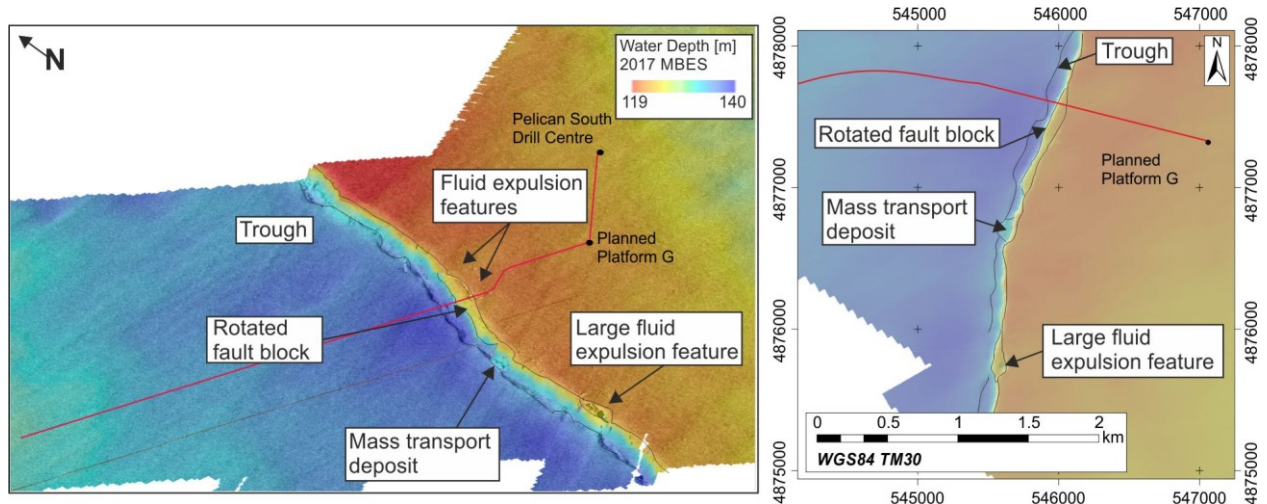 N
Water Depth [m]
2017 MBES
119
140
Pelican South
Drill Centre
Fluid expulsion
features
Trough
Planned
Platform G
Rotated
fault block
Large fluid
expulsion feature
Mass transport
deposit
545000
546000
547000
4878000
4877000
4876000
4875000
N
Trough
Rotated fault block
Planned
Platform G
Mass transport
deposit
Large fluid
expulsion feature
0
0.5
1
2
km
WGS84 TM30
4878000
4877000
4876000
4875000
545000
546000
547000